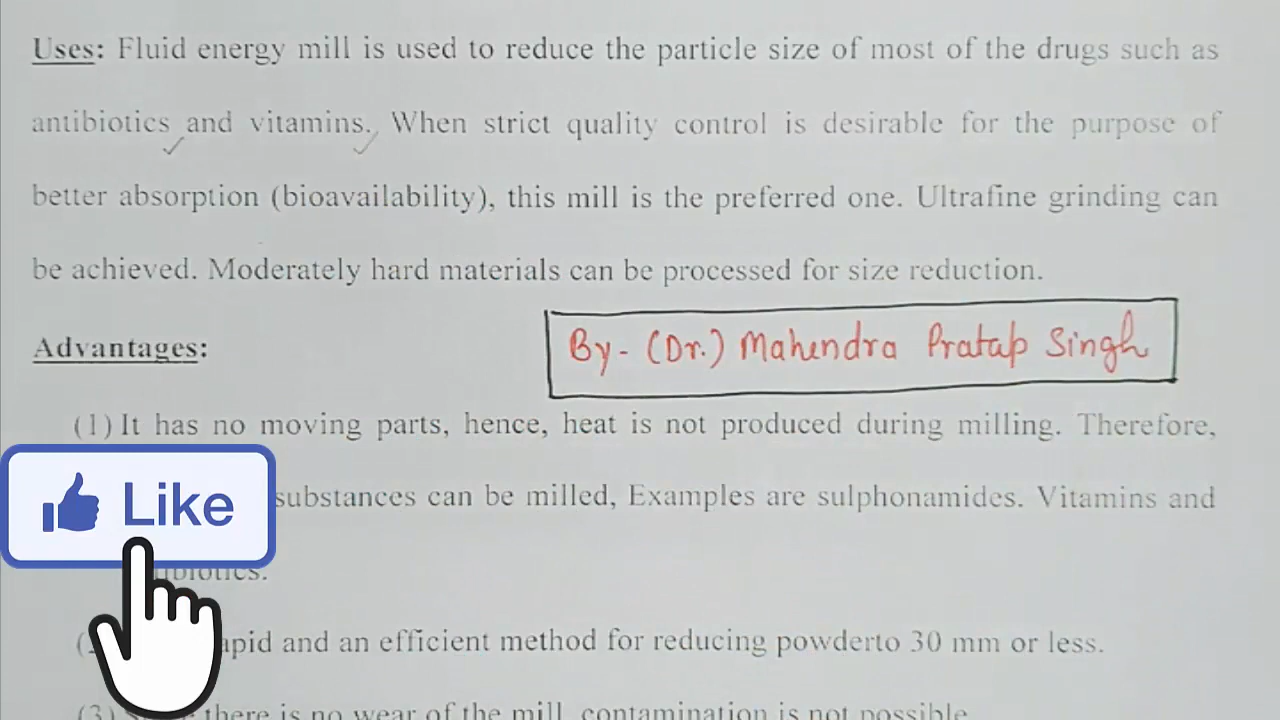 Uses: Fluid energy mill is used to reduce the particle size of most of the drugs such as
antibiotics and vitamins. When strict quality control is desirable for the purpose of
better absorption (bioavailability), this mill is the preferred one. Ultrafine grinding can
be achieved. Moderately hard materials can be processed for size reduction.
By- (Dr.) Mahendra Pratap Singh
Advantages:
(1) It has no moving parts, hence, heat is not produced during milling. Therefore,
Like
substances can be milled, Examples are sulphonamides. Vitamins and
and an efficient method for reducing powderto 30 mm or less.
(3) there is no wear of the mill, contamination is not possible